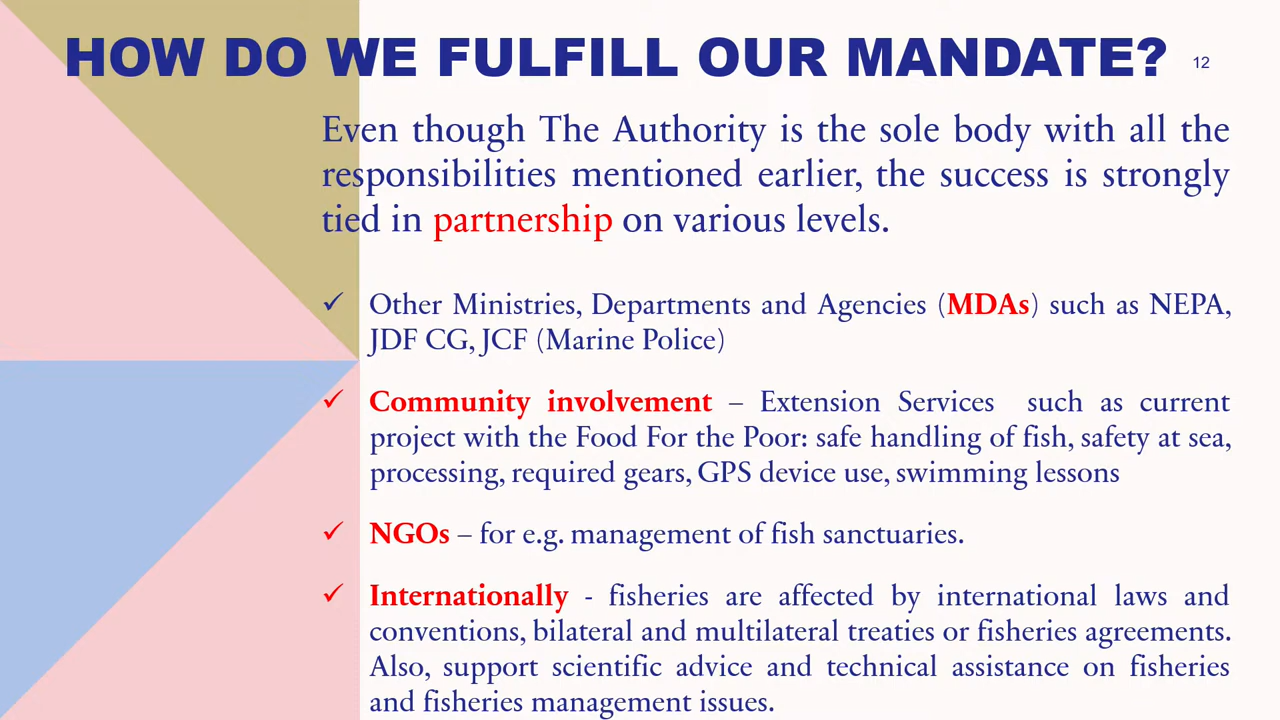 HOW DO WE FULFILL OUR MANDATE?
12
Even though The Authority is the sole body with all the
responsibilities mentioned earlier, the success is strongly
tied in partnership on various levels.
✓ Other Ministries, Departments and Agencies (MDAs) such as NEPA,
JDF CG, JCF (Marine Police)
✓ Community involvement – Extension Services such as current
project with the Food For the Poor: safe handling of fish, safety at sea,
processing, required gears, GPS device use, swimming lessons
✓ NGOs – for e.g. management of fish sanctuaries.
✓ Internationally - fisheries are affected by international laws and
conventions, bilateral and multilateral treaties or fisheries agreements.
Also, support scientific advice and technical assistance on fisheries
and fisheries management issues.